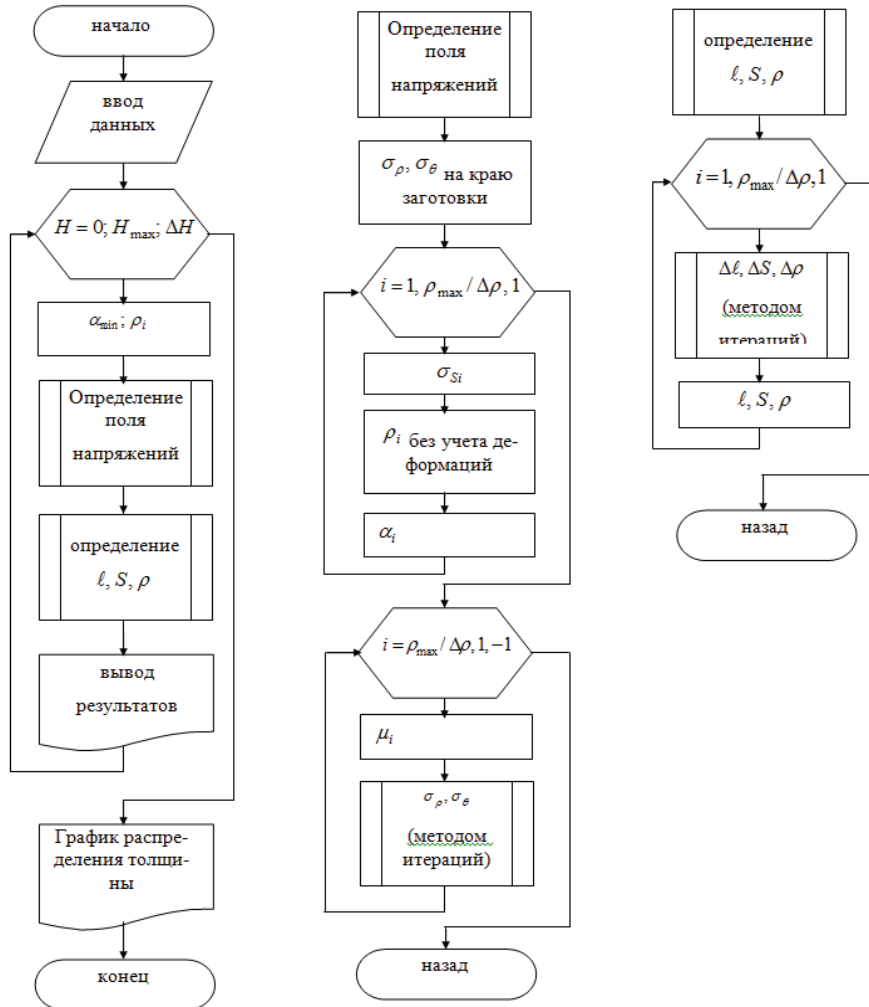 начало
ввод
данных
H = 0; H_max; ΔH
α_min; ρ_i
Определение
поля
напряжений
определение
ℓ, S, ρ
вывод
результатов
График распре-
деления толщи-
ны
конец
Определение
поля
напряжений
σ_ρ, σ_θ на краю
заготовки
i = 1, ρ_max / Δρ, 1
σ_Si
ρ_i без учета де-
формаций
α_i
i = ρ_max / Δρ, 1, −1
μ_i
σ_ρ, σ_θ
(методом
итераций)
назад
определение
ℓ, S, ρ
i = 1, ρ_max / Δρ, 1
Δℓ, ΔS, Δρ
(методом
итераций)
ℓ, S, ρ
назад